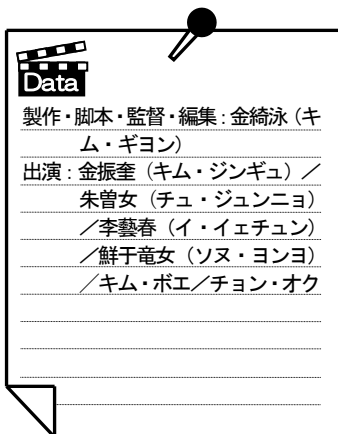 Data
製作・脚本・監督・編集:金綺泳(キ
ム・ギヨン)
出演:金振奎(キム・ジンギュ)/
朱曽女(チュ・ジュンニョ)
/李藝春(イ・イェチュン)
/鮮于竜女(ソヌ・ヨンヨ)
/キム・ボエ/チョン・オク